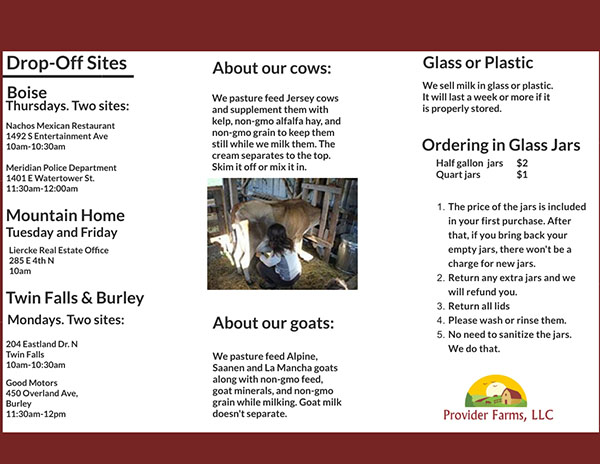 Drop-Off Sites
Boise
Thursdays. Two sites:
Nachos Mexican Restaurant
1492 S Entertainment Ave
10am-10:30am
Meridian Police Department
1401 E Watertower St.
11:30am-12:00am
Mountain Home
Tuesday and Friday
Liercke Real Estate Office
285 E 4th N
10am
Twin Falls & Burley
Mondays. Two sites:
204 Eastland Dr. N
Twin Falls
10am-10:30am
Good Motors
450 Overland Ave,
Burley
11:30am-12pm
About our cows:
We pasture feed Jersey cows
and supplement them with
kelp, non-gmo alfalfa hay, and
non-gmo grain to keep them
still while we milk them. The
cream separates to the top.
Skim it off or mix it in.
About our goats:
We pasture feed Alpine,
Saanen and La Mancha goats
along with non-gmo feed,
goat minerals, and non-gmo
grain while milking. Goat milk
doesn't separate.
Glass or Plastic
We sell milk in glass or plastic.
It will last a week or more if it
is properly stored.
Ordering in Glass Jars
Half gallon jars $2
Quart jars $1
1. The price of the jars is included
in your first purchase. After
that, if you bring back your
empty jars, there won't be a
charge for new jars.
2. Return any extra jars and we
will refund you.
3. Return all lids
4. Please wash or rinse them.
5. No need to sanitize the jars.
We do that.
Provider Farms, LLC